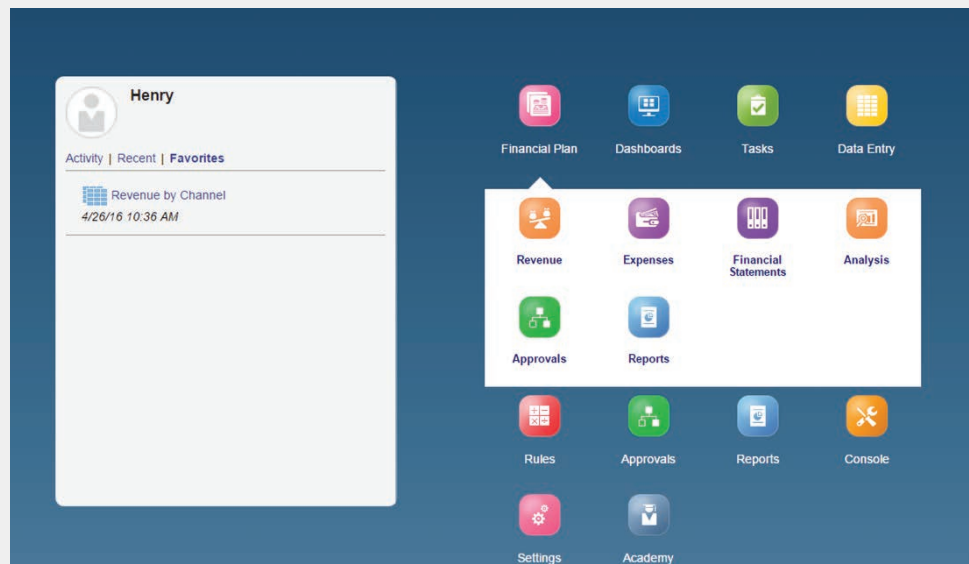 Henry
Activity | Recent | Favorites
Revenue by Channel
4/26/16 10:36 AM
Financial Plan
Dashboards
Tasks
Data Entry
Revenue
Expenses
Financial
Statements
Analysis
Approvals
Reports
Rules
Approvals
Reports
Console
Settings
Academy